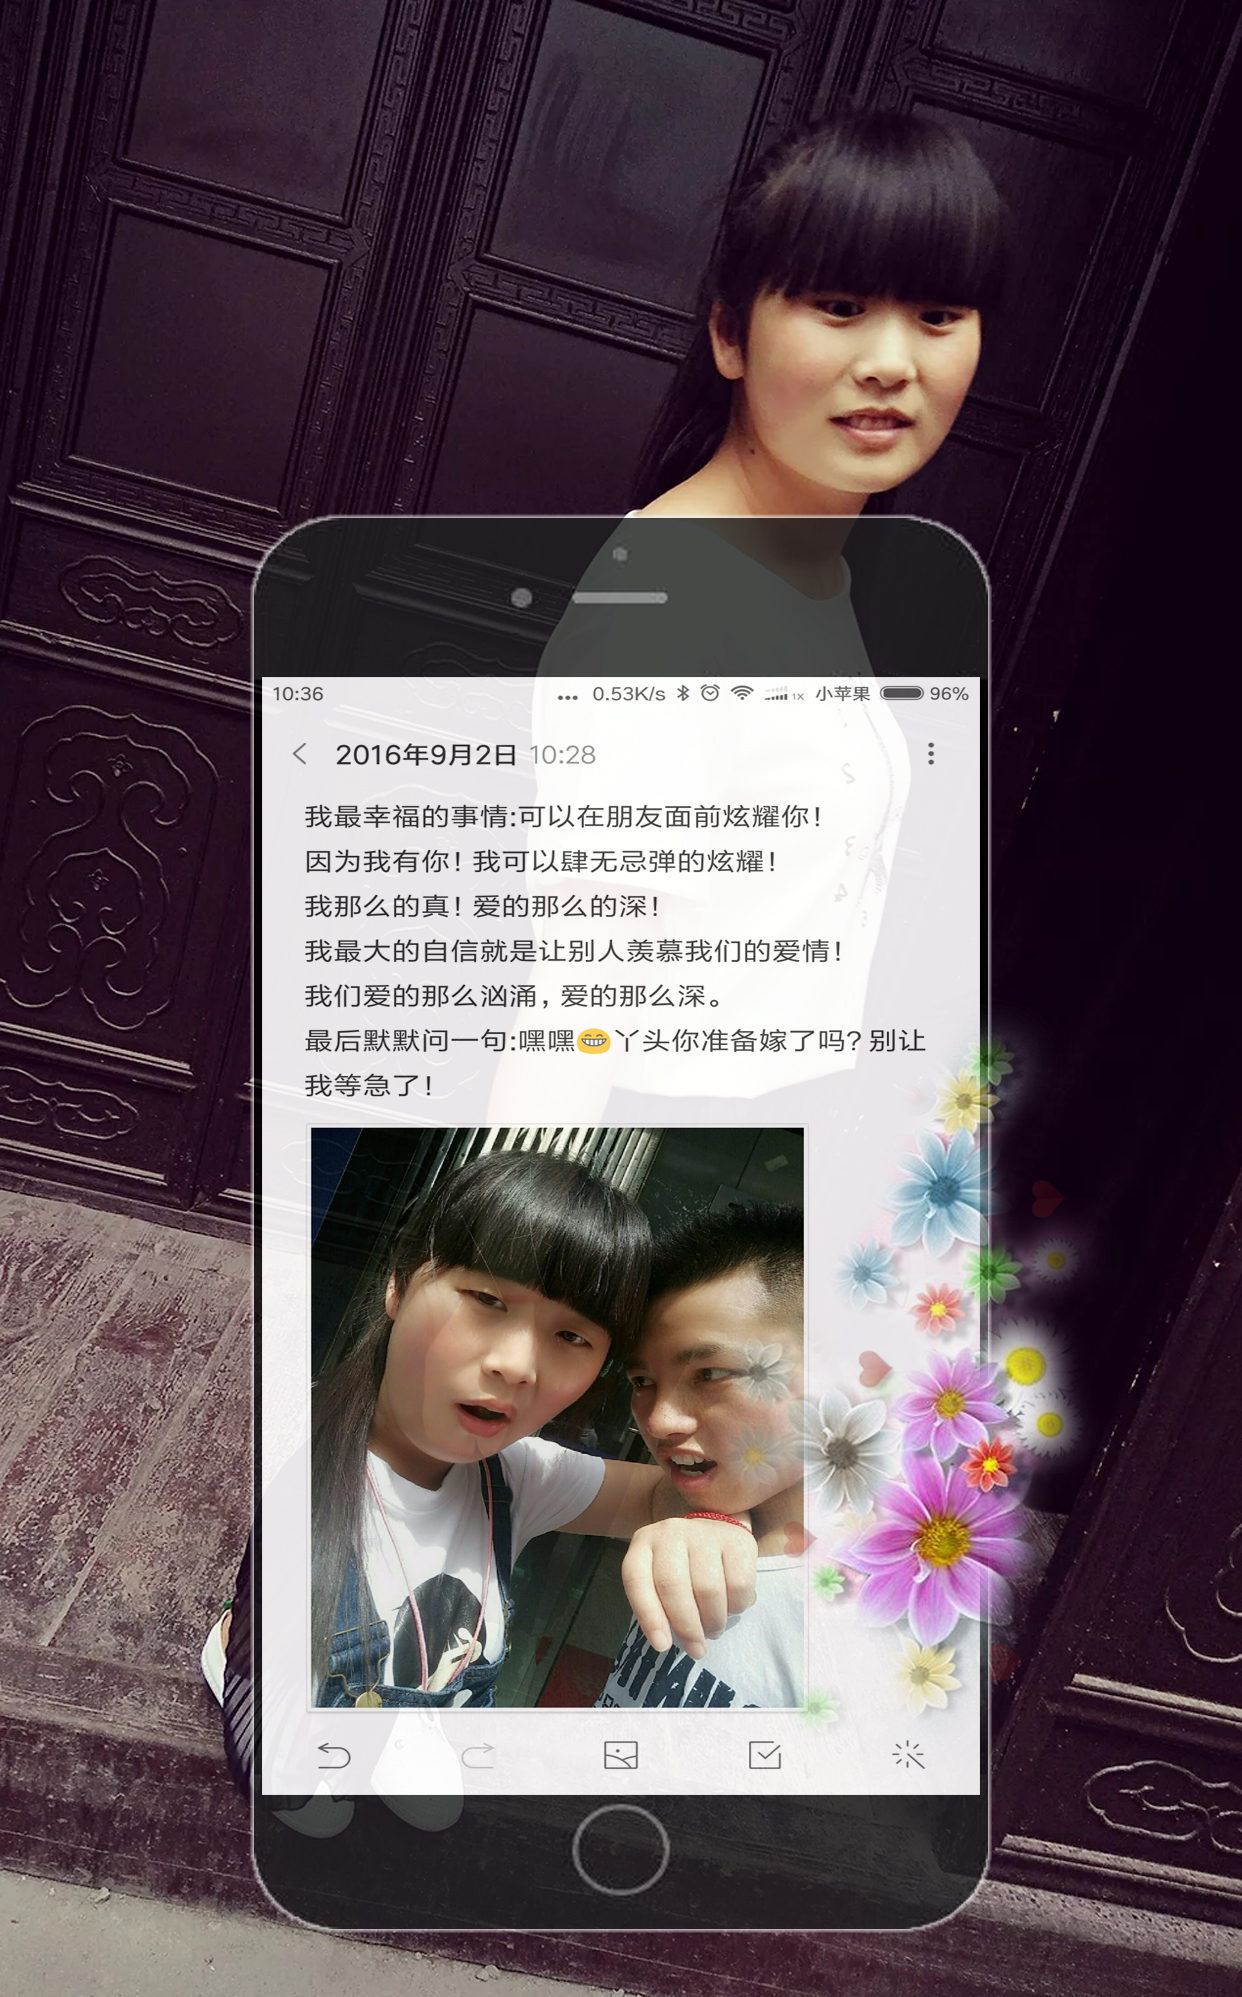 10:36 ... 0.53K/s 1X 小苹果 96%
2016年9月2日 10:28
我最幸福的事情:可以在朋友面前炫耀你！
因为我有你！我可以肆无忌弹的炫耀！
我那么的真！爱的那么的深！
我最大的自信就是让别人羡慕我们的爱情！
我们爱的那么汹涌，爱的那么深。
最后默默问一句:嘿嘿😁丫头你准备嫁了吗？别让
我等急了！
2
3
4